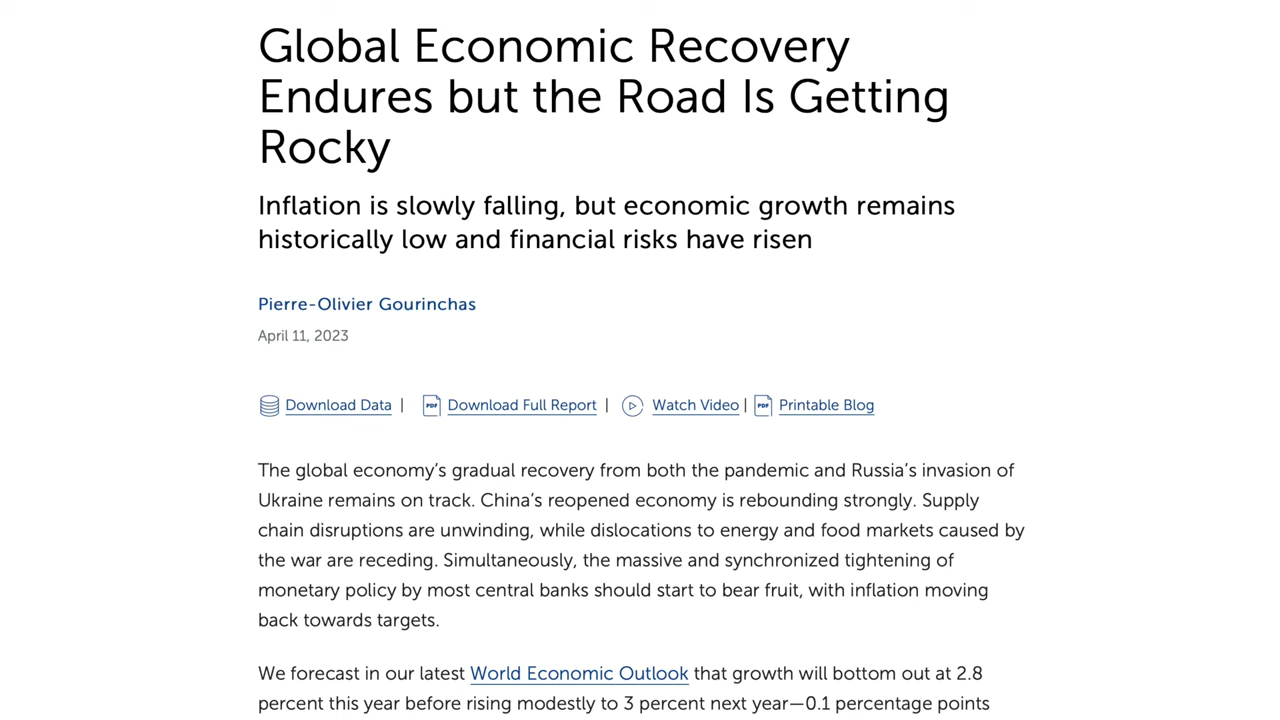 Global Economic Recovery
Endures but the Road Is Getting
Rocky
Inflation is slowly falling, but economic growth remains
historically low and financial risks have risen
Pierre-Olivier Gourinchas
April 11, 2023
Download Data | PDF Download Full Report | Watch Video | PDF Printable Blog
The global economy’s gradual recovery from both the pandemic and Russia’s invasion of
Ukraine remains on track. China’s reopened economy is rebounding strongly. Supply
chain disruptions are unwinding, while dislocations to energy and food markets caused by
the war are receding. Simultaneously, the massive and synchronized tightening of
monetary policy by most central banks should start to bear fruit, with inflation moving
back towards targets.
We forecast in our latest World Economic Outlook that growth will bottom out at 2.8
percent this year before rising modestly to 3 percent next year—0.1 percentage points